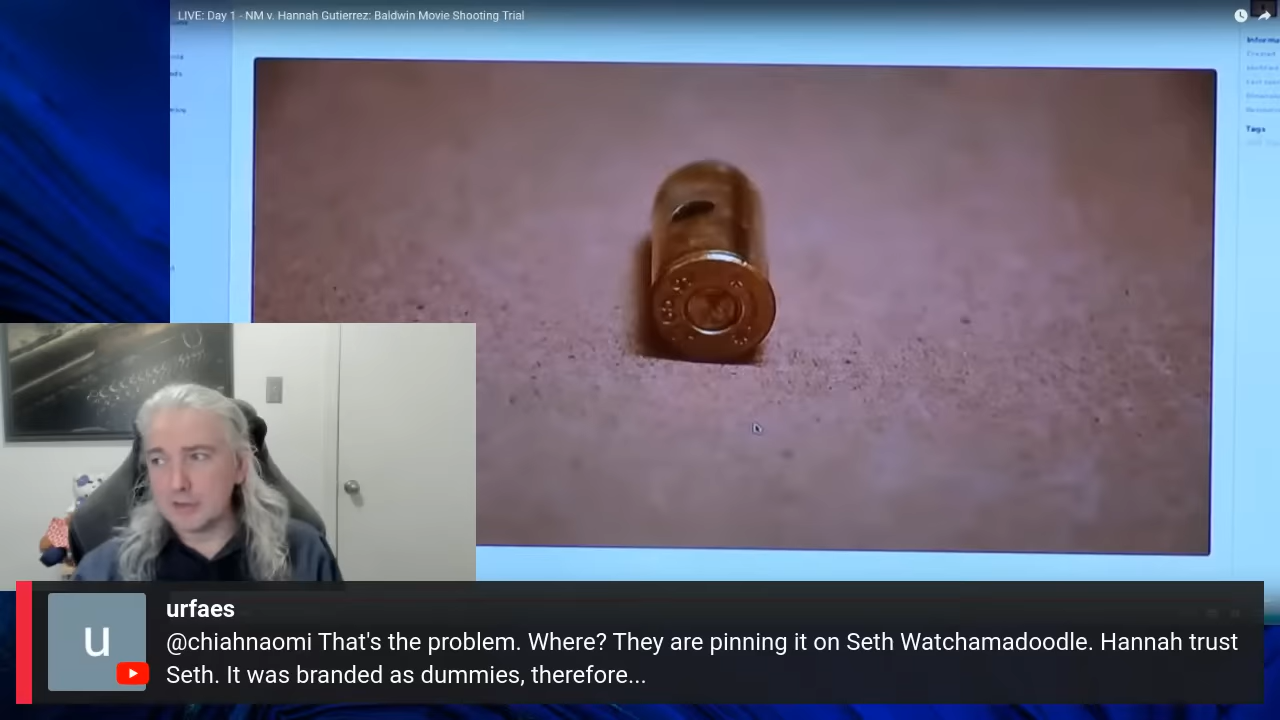 LIVE: Day 1 - NM v. Hannah Gutierrez: Baldwin Movie Shooting Trial
Tags
u
urfaes
@chiahnaomi That's the problem. Where? They are pinning it on Seth Watchamadoodle. Hannah trust
Seth. It was branded as dummies, therefore...